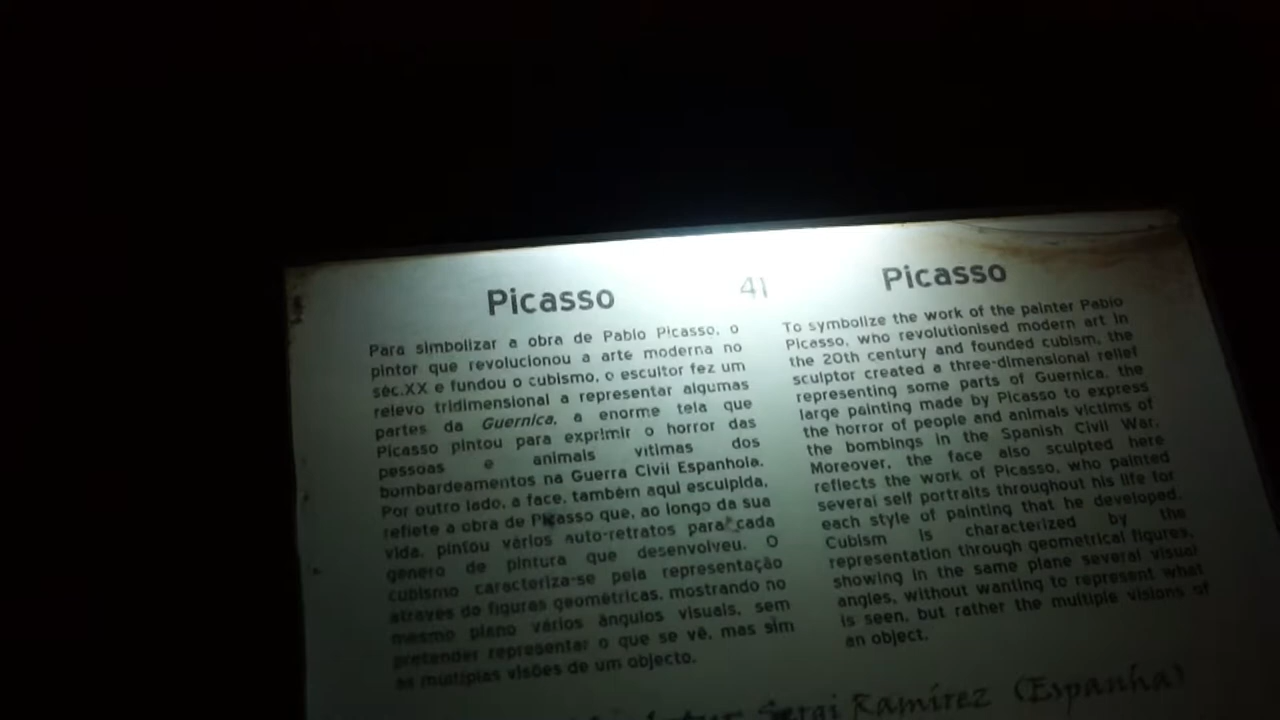 Picasso
Para simbolizar a obra de Pablo Picasso, o
pintor que revolucionou a arte moderna no
séc.XX e fundou o cubismo, o escultor fez um
relevo tridimensional a representar algumas
partes da Guernica, a enorme tela que
Picasso pintou para exprimir o horror das
pessoas e animais vítimas dos
bombardeamentos na Guerra Civil Espanhola.
Por outro lado, a face, também aqui esculpida,
reflete a obra de Picasso que, ao longo da sua
vida, pintou vários auto-retratos para cada
género de pintura que desenvolveu. O
cubismo caracteriza-se pela representação
através de figuras geométricas, mostrando no
mesmo plano vários ângulos visuais, sem
pretender representar o que se vê, mas sim
as múltiplas visões de um objecto.
41
Picasso
To symbolize the work of the painter Pablo
Picasso, who revolutionised modern art in
the 20th century and founded cubism, the
sculptor created a three-dimensional relief
representing some parts of Guernica, the
large painting made by Picasso to express
the horror of people and animals victims of
the bombings in the Spanish Civil War.
Moreover, the face also sculpted here
reflects the work of Picasso, who painted
several self portraits throughout his life for
each style of painting that he developed.
Cubism is characterized by the
representation through geometrical figures,
showing in the same plane several visual
angles, without wanting to represent what
is seen, but rather the multiple visions of
an object.
Sergi Ramírez (Espanha)